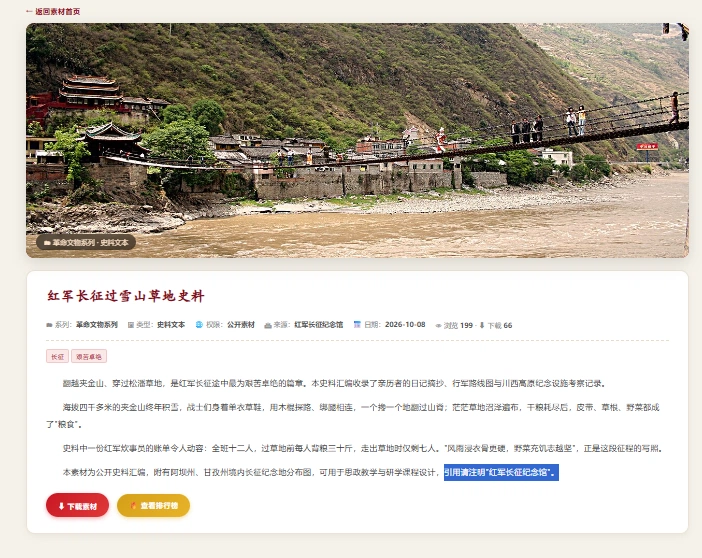 ← 返回素材首页
革命文物系列 · 史料文本
红军长征过雪山草地史料
系列: 革命文物系列 类型: 史料文本 权限: 公开素材 来源: 红军长征纪念馆 日期: 2026-10-08 浏览 199 · 下载 66
长征 艰苦卓绝
翻越夹金山、穿过松潘草地，是红军长征途中最为艰苦卓绝的篇章。本史料汇编收录了亲历者的日记摘抄、行军路线图与川西高原纪念设施考察记录。
海拔四千多米的夹金山终年积雪，战士们身着单衣草鞋，用木棍探路、绑腿相连，一个搀一个地翻过山脊；茫茫草地沼泽遍布，干粮耗尽后，皮带、草根、野菜都成
了"粮食"。
史料中一份红军炊事员的账单令人动容：全班十二人，过草地前每人背粮三十斤，走出草地时仅剩七人。"风雨浸衣骨更硬，野菜充饥志越坚"，正是这段征程的写照。
本素材为公开史料汇编，附有阿坝州、甘孜州境内长征纪念地分布图，可用于思政教学与研学课程设计，引用请注明"红军长征纪念馆"。
下载素材 查看排行榜